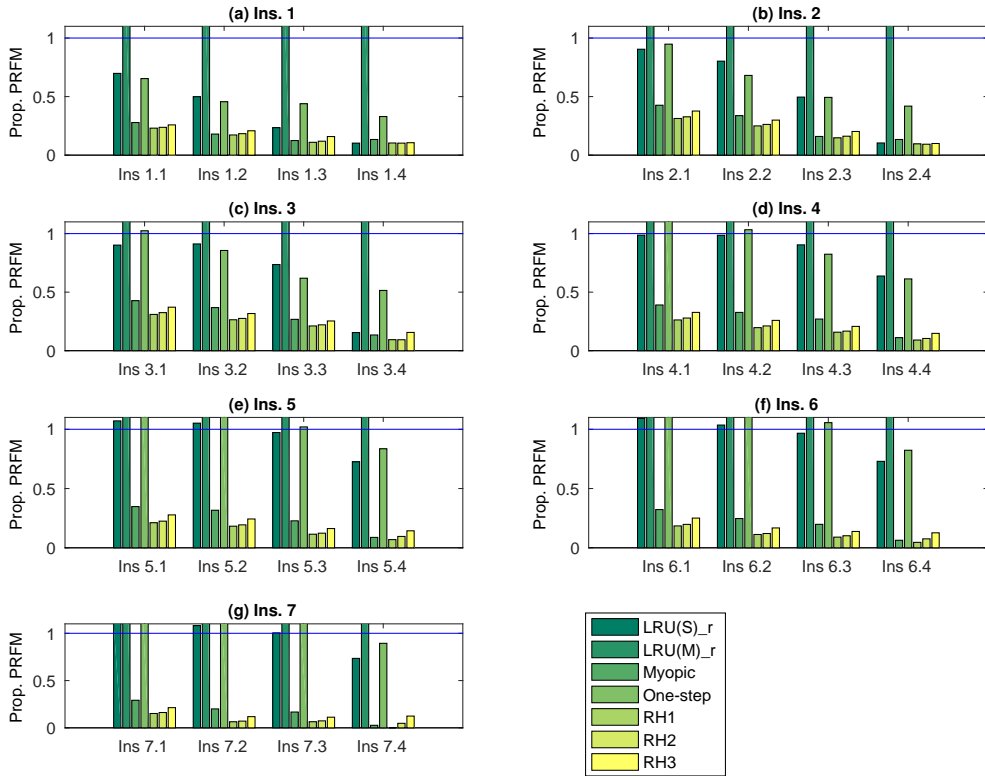 (a) Ins. 1
Prop. PRFM
1
0.5
0
Ins 1.1 Ins 1.2 Ins 1.3 Ins 1.4
(b) Ins. 2
Prop. PRFM
1
0.5
0
Ins 2.1 Ins 2.2 Ins 2.3 Ins 2.4
(c) Ins. 3
Prop. PRFM
1
0.5
0
Ins 3.1 Ins 3.2 Ins 3.3 Ins 3.4
(d) Ins. 4
Prop. PRFM
1
0.5
0
Ins 4.1 Ins 4.2 Ins 4.3 Ins 4.4
(e) Ins. 5
Prop. PRFM
1
0.5
0
Ins 5.1 Ins 5.2 Ins 5.3 Ins 5.4
(f) Ins. 6
Prop. PRFM
1
0.5
0
Ins 6.1 Ins 6.2 Ins 6.3 Ins 6.4
(g) Ins. 7
Prop. PRFM
1
0.5
0
Ins 7.1 Ins 7.2 Ins 7.3 Ins 7.4
LRU(S)_r
LRU(M)_r
Myopic
One-step
RH1
RH2
RH3